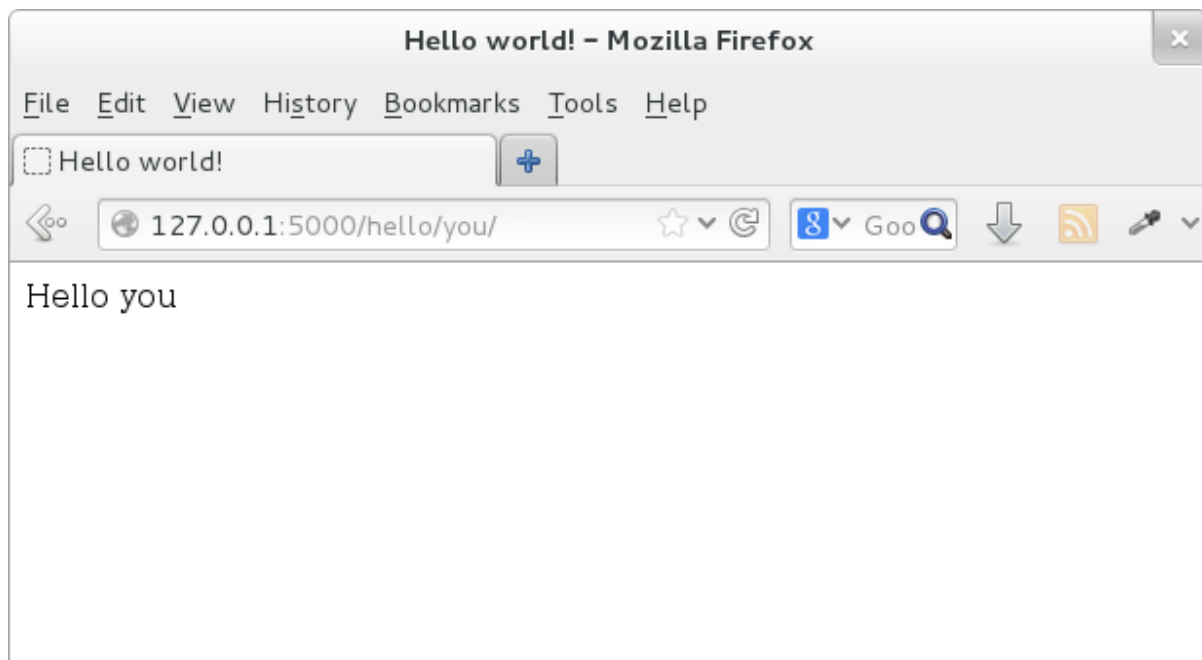 Hello world! – Mozilla Firefox
File Edit View History Bookmarks Tools Help
Hello world!
127.0.0.1:5000/hello/you/ 8 Goo
Hello you